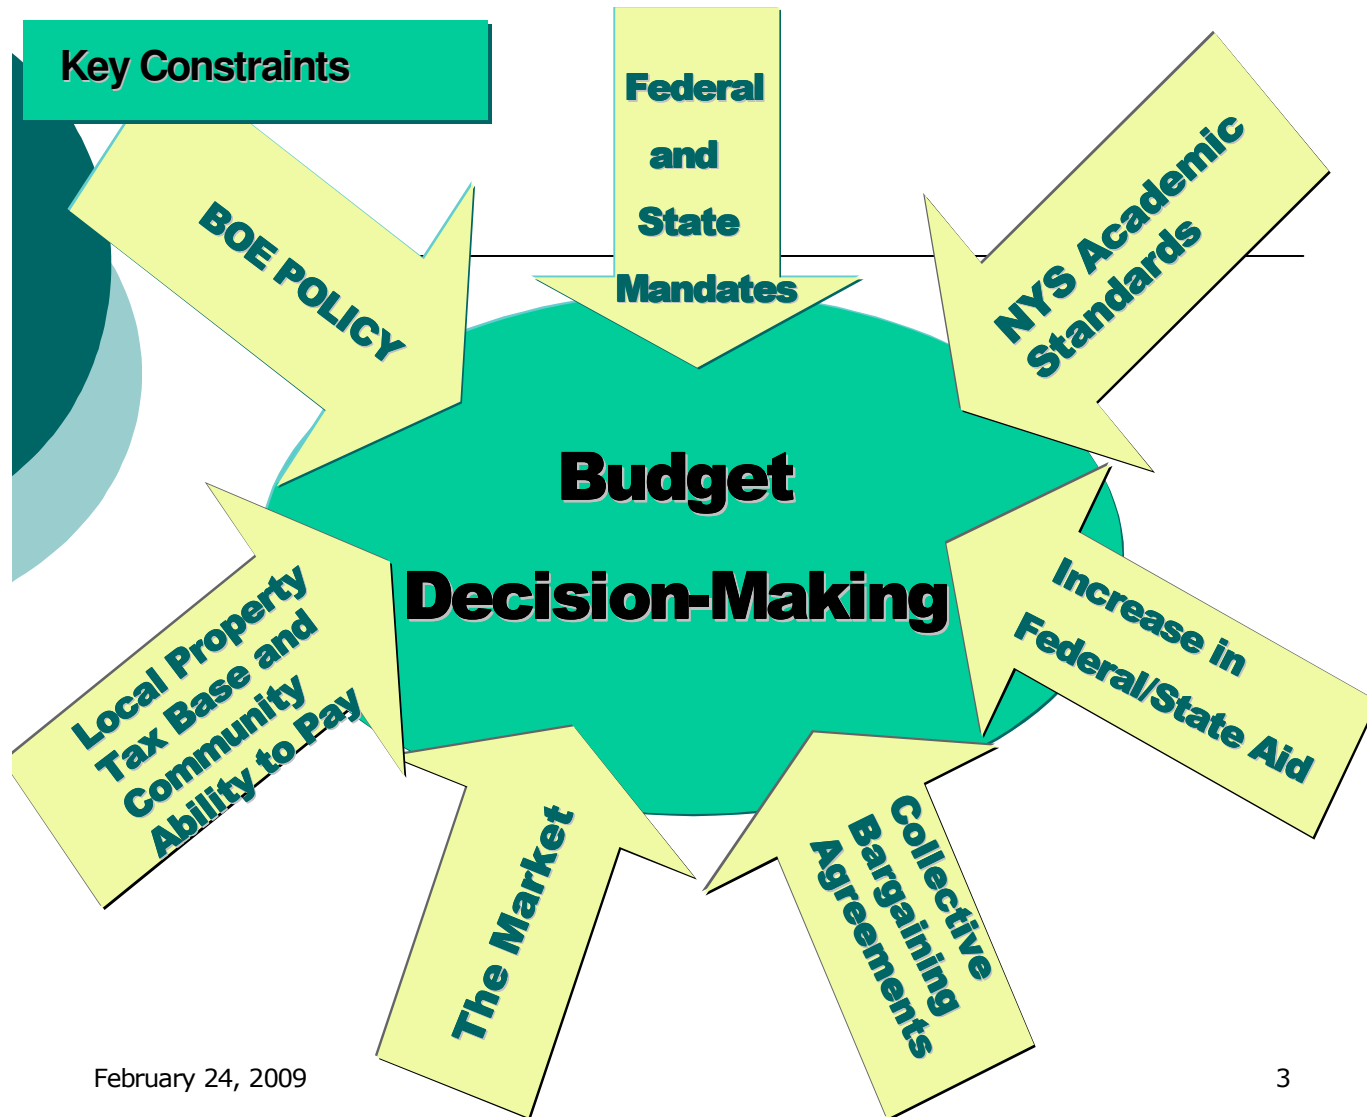 Key Constraints
Federal
and
State
Mandates
BOE POLICY
NYS Academic
Standards
Budget
Decision-Making
Local Property
Tax Base and
Community
Ability to Pay
Increase in
Federal/State Aid
The Market
Collective
Bargaining
Agreements
February 24, 2009
3